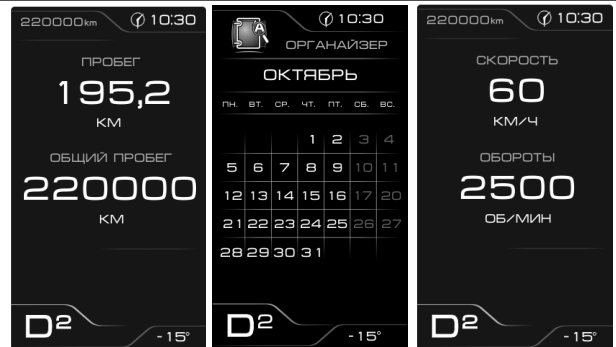 220000km 10:30
ПРОБЕГ
195,2
КМ
ОБЩИЙ ПРОБЕГ
220000
КМ
D2
-15°
A
10:30
ОРГАНАЙЗЕР
ОКТЯБРЬ
ПН. ВТ. СР. ЧТ. ПТ. СБ. ВС.
1 2 3 4
5 6 7 8 9 10 11
12 13 14 15 16 17 20
21 22 23 24 25 26 27
28 29 30 31
D2
-15°
220000km 10:30
СКОРОСТЬ
60
КМ/Ч
ОБОРОТЫ
2500
ОБ/МИН
D2
-15°